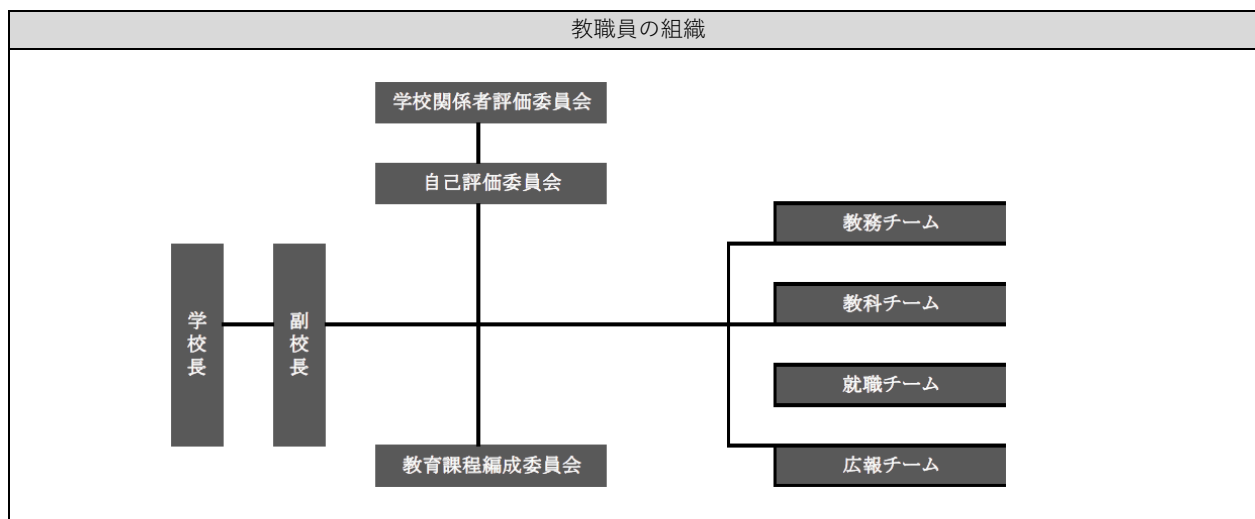 教職員の組織
学校関係者評価委員会
自己評価委員会
学校長
副校長
教務チーム
教科チーム
就職チーム
広報チーム
教育課程編成委員会